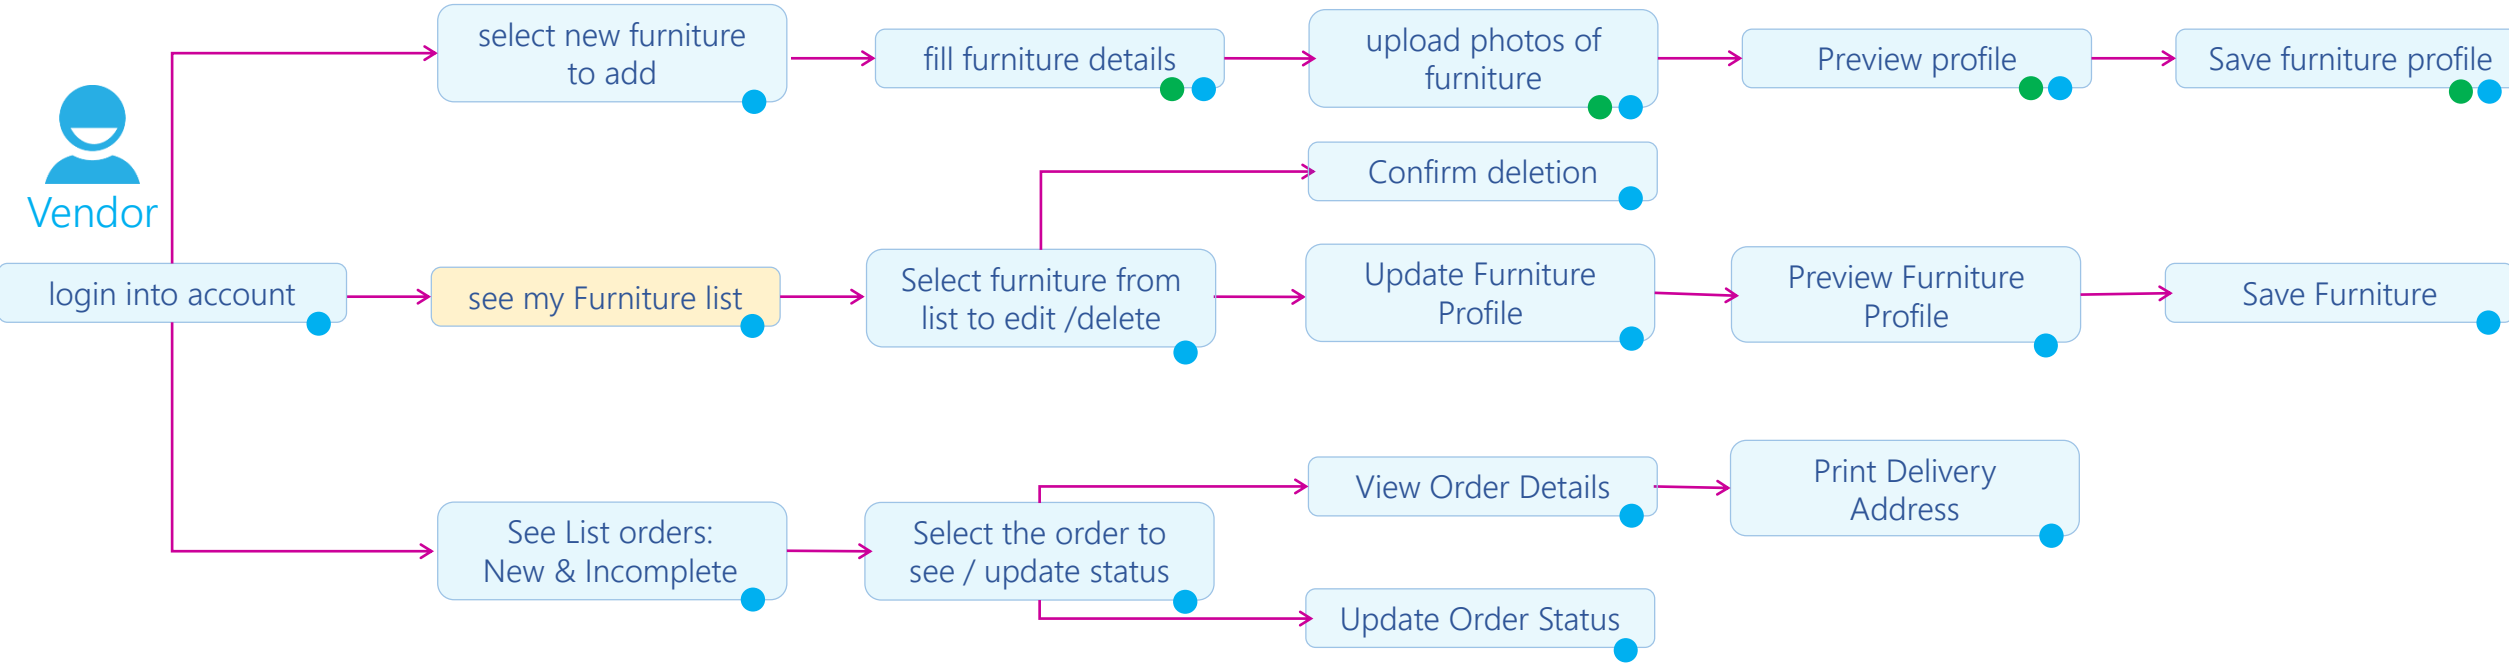 select new furniture
to add
fill furniture details
upload photos of
furniture
Preview profile
Save furniture profile
Vendor
Confirm deletion
login into account
see my Furniture list
Select furniture from
list to edit /delete
Update Furniture
Profile
Preview Furniture
Profile
Save Furniture
See List orders:
New & Incomplete
Select the order to
see / update status
View Order Details
Print Delivery
Address
Update Order Status